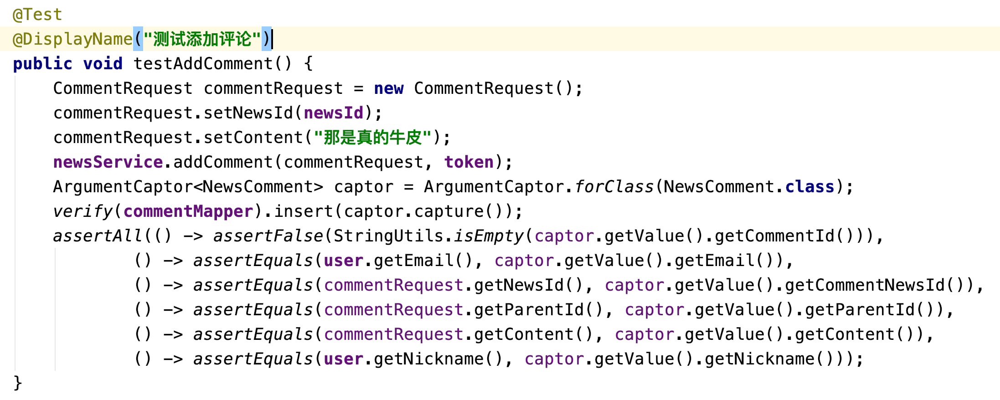 @Test
@DisplayName("测试添加评论")
public void testAddComment() {
    CommentRequest commentRequest = new CommentRequest();
    commentRequest.setNewsId(newsId);
    commentRequest.setContent("那是真的牛皮");
    newsService.addComment(commentRequest, token);
    ArgumentCaptor<NewsComment> captor = ArgumentCaptor.forClass(NewsComment.class);
    verify(commentMapper).insert(captor.capture());
    assertAll(() -> assertFalse(StringUtils.isEmpty(captor.getValue().getCommentId())),
            () -> assertEquals(user.getEmail(), captor.getValue().getEmail()),
            () -> assertEquals(commentRequest.getNewsId(), captor.getValue().getCommentNewsId()),
            () -> assertEquals(commentRequest.getParentId(), captor.getValue().getParentId()),
            () -> assertEquals(commentRequest.getContent(), captor.getValue().getContent()),
            () -> assertEquals(user.getNickname(), captor.getValue().getNickname()));
}